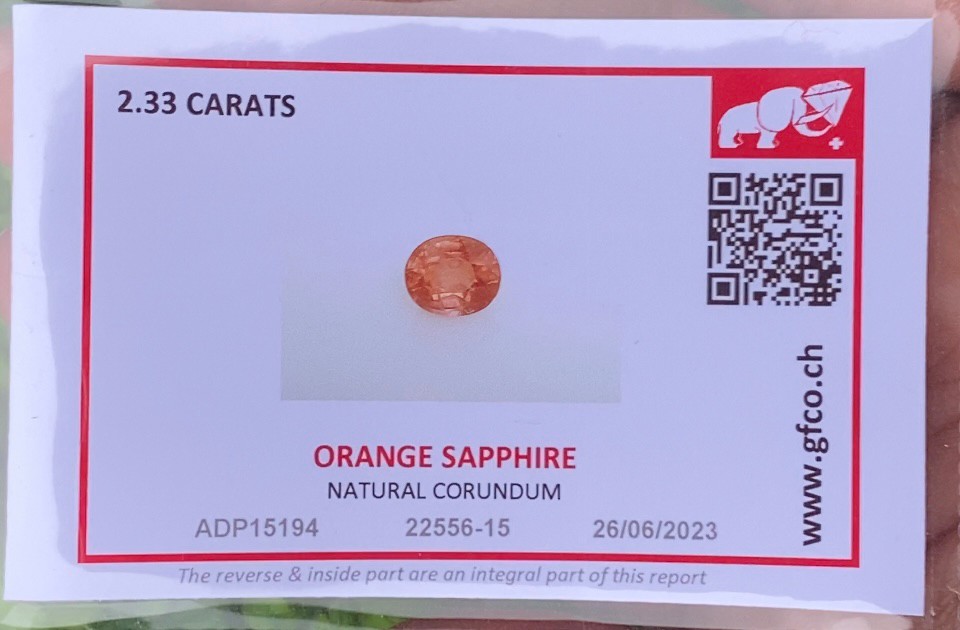 2.33 CARATS
www.gfco.ch
ORANGE SAPPHIRE
NATURAL CORUNDUM
ADP15194 22556-15 26/06/2023
The reverse & inside part are an integral part of this report